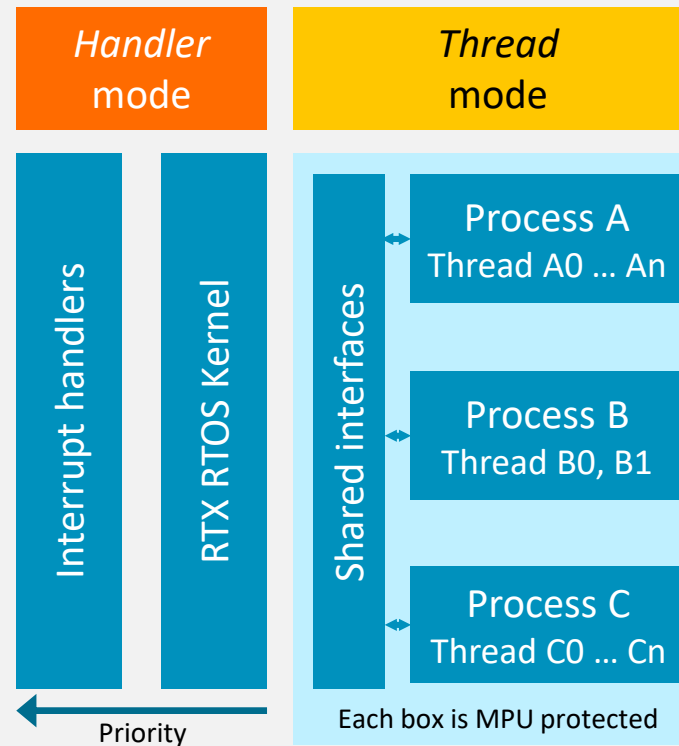 Handler
mode
Thread
mode
Interrupt handlers
RTX RTOS Kernel
Shared interfaces
Process A
Thread A0 ... An
Process B
Thread B0, B1
Process C
Thread C0 ... Cn
Priority
Each box is MPU protected